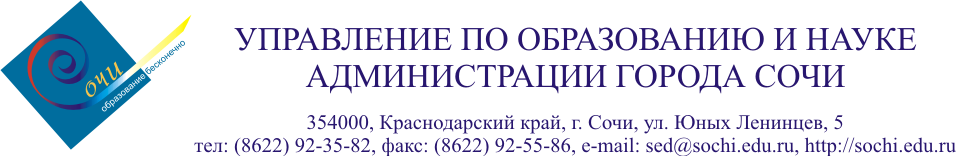 УПРАВЛЕНИЕ ПО ОБРАЗОВАНИЮ И НАУКЕ
АДМИНИСТРАЦИИ ГОРОДА СОЧИ
Сочи
образование бесконечно
354000, Краснодарский край, г. Сочи, ул. Юных Ленинцев, 5
тел: (8622) 92-35-82, факс: (8622) 92-55-86, e-mail: sed@sochi.edu.ru, http://sochi.edu.ru